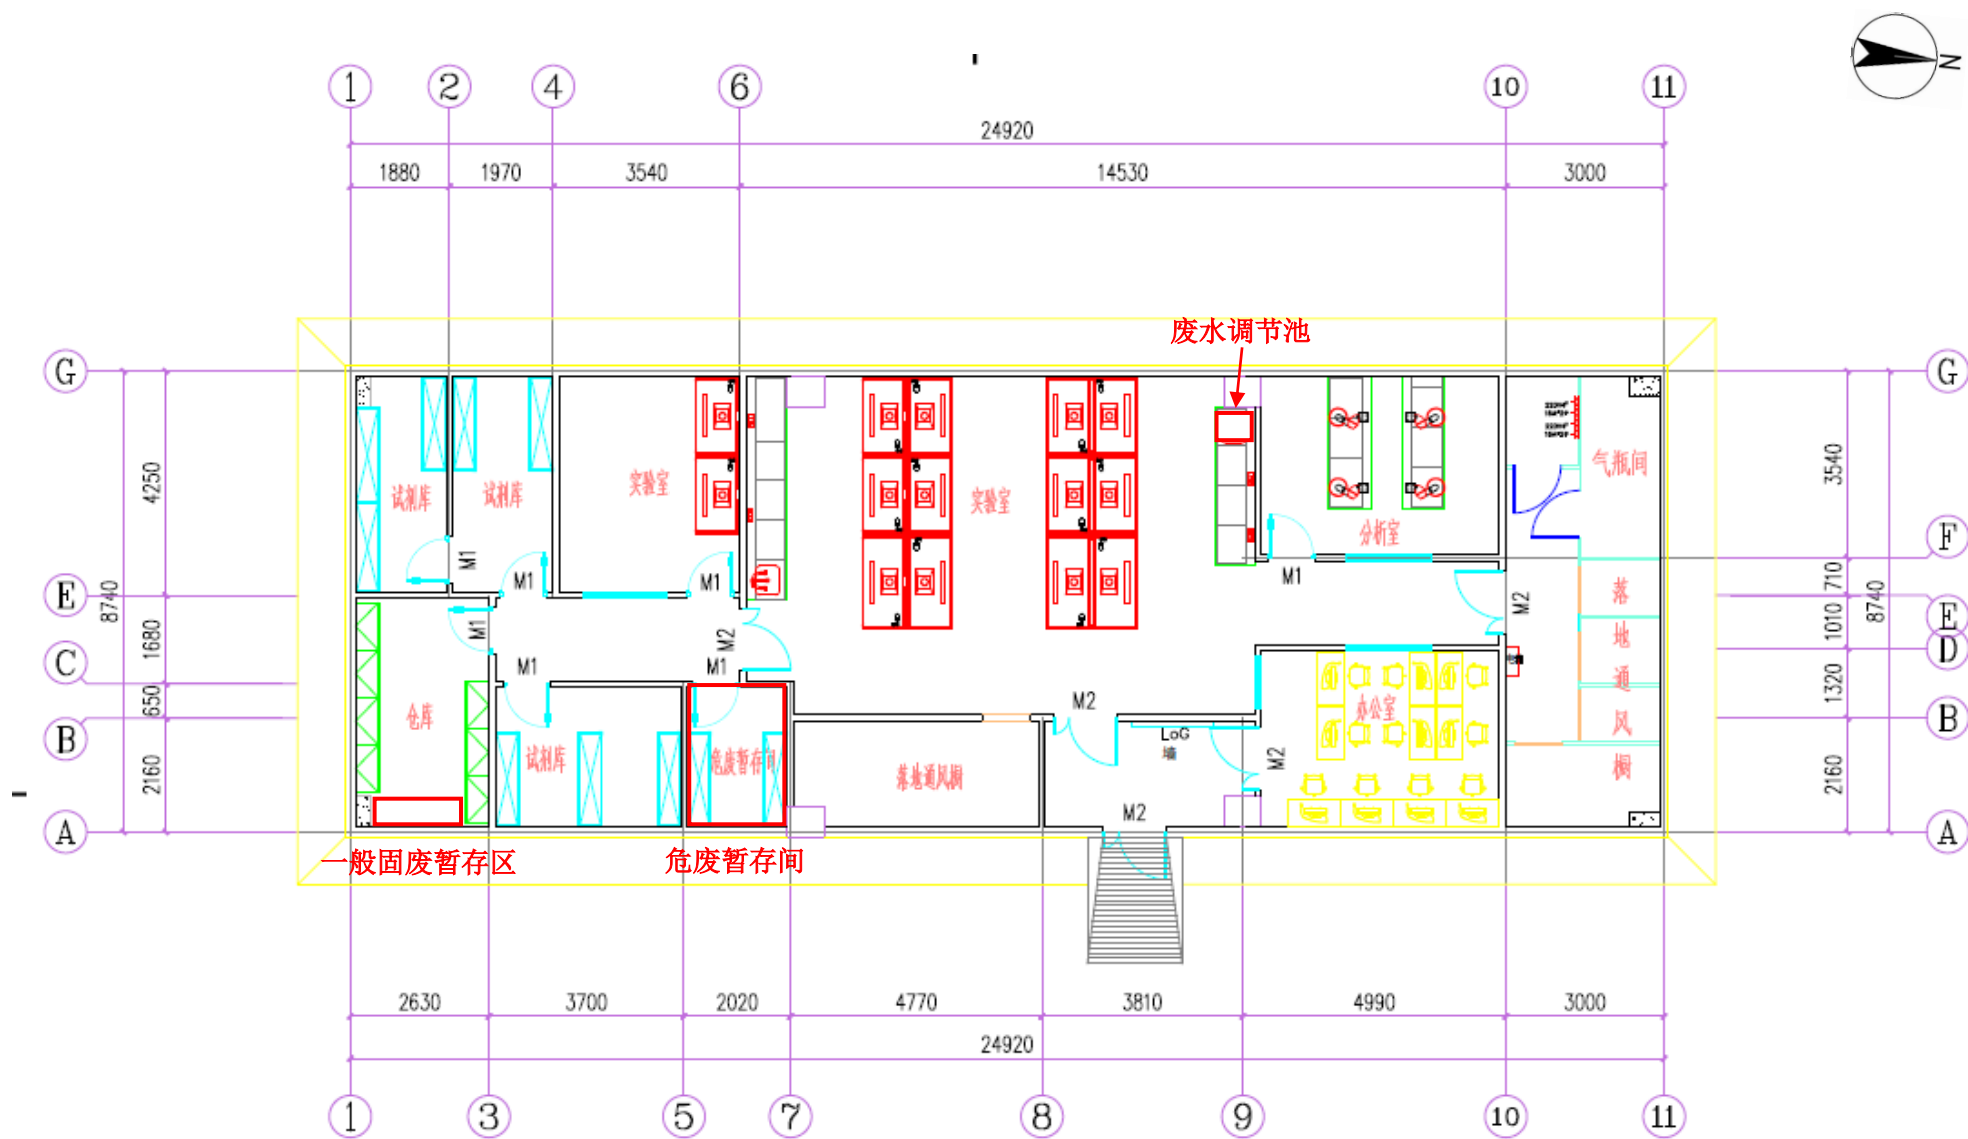 N
1 2 4 6 10 11
24920
1880 1970 3540 14530 3000
废水调节池
G G
4250 3540
8740 8740
试剂库 试剂库 实验室 实验室 分析室 气瓶间
F
M1 M1 M1 M1 M2
E E
710
1010
1680
落地通风橱
M1 M2
M1 M1
C D
650 1320
仓库 M2 办公室
B B
LoG
墙
试剂库 危废暂存间 落地通风橱 M2
2160 2160
M2
A A
一般固废暂存区 危废暂存间
2630 3700 2020 4770 3810 4990 3000
24920
1 3 5 7 8 9 10 11